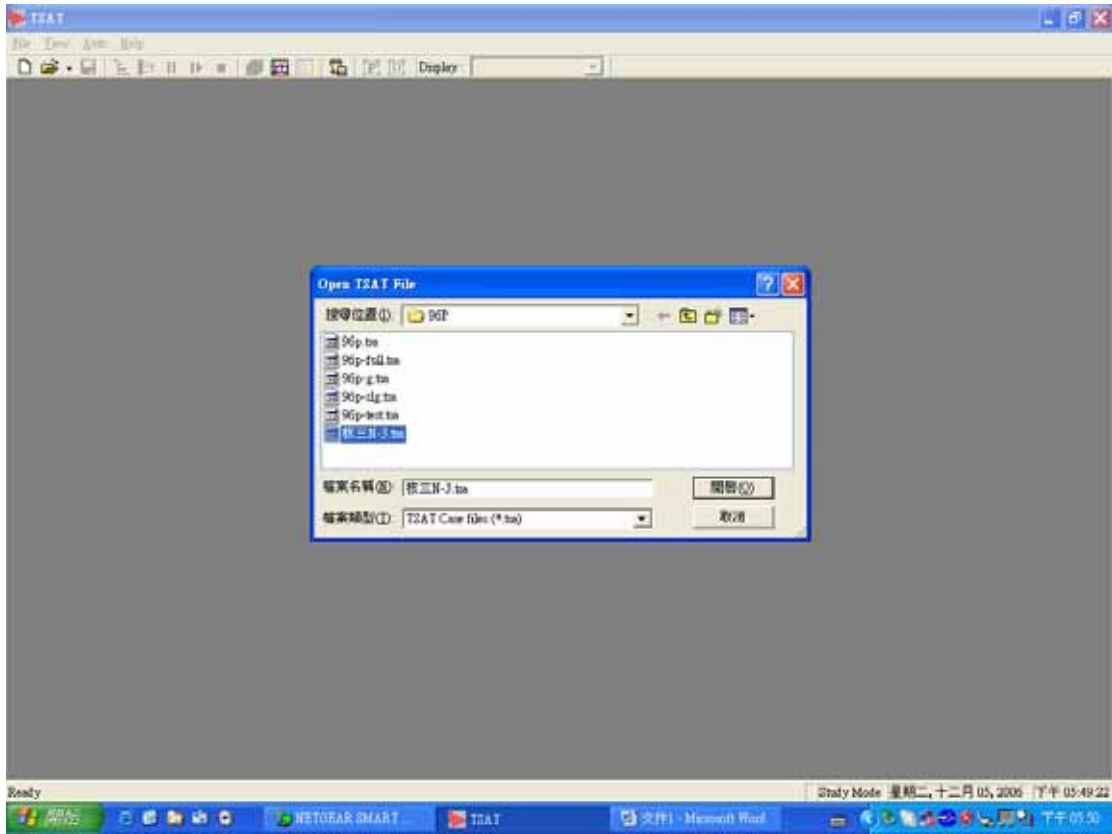 TSAT
File View Help
Display
Open TSAT File
搜尋位置(I): 96P
96p.tsa
96p-full.tsa
96p-g.tsa
96p-slg.tsa
96p-test.tsa
核三N-3.tsa
檔案名稱(N): 核三N-3.tsa
開啟(O)
檔案類型(T): TSAT Case files (*.tsa)
取消
Ready
Study Mode 星期二, 十二月 05, 2006 下午 05:49:22
開始
NETGEAR SMART ...
TSAT
文件1 - Microsoft Word
下午 05:50